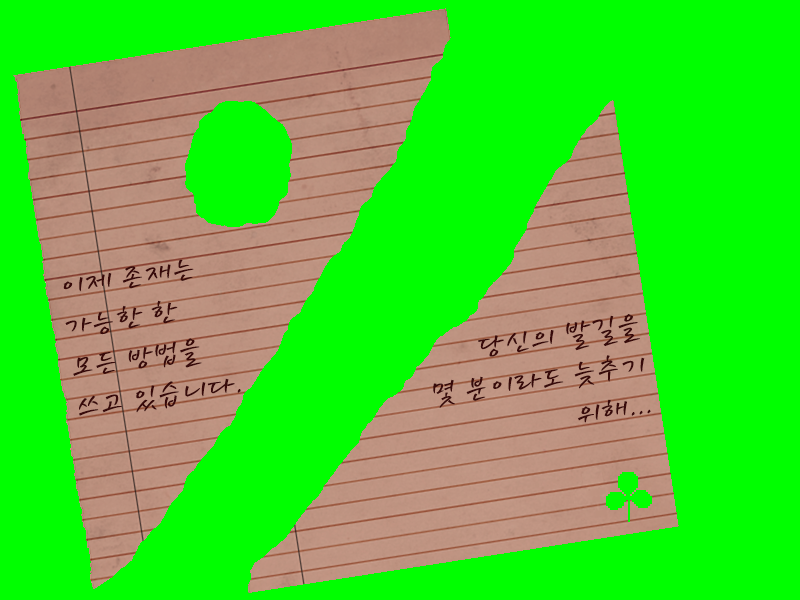 이제 존재는
가능한 한
모든 방법을
쓰고 있습니다.
당신의 발길을
몇 분이라도 늦추기
위해...